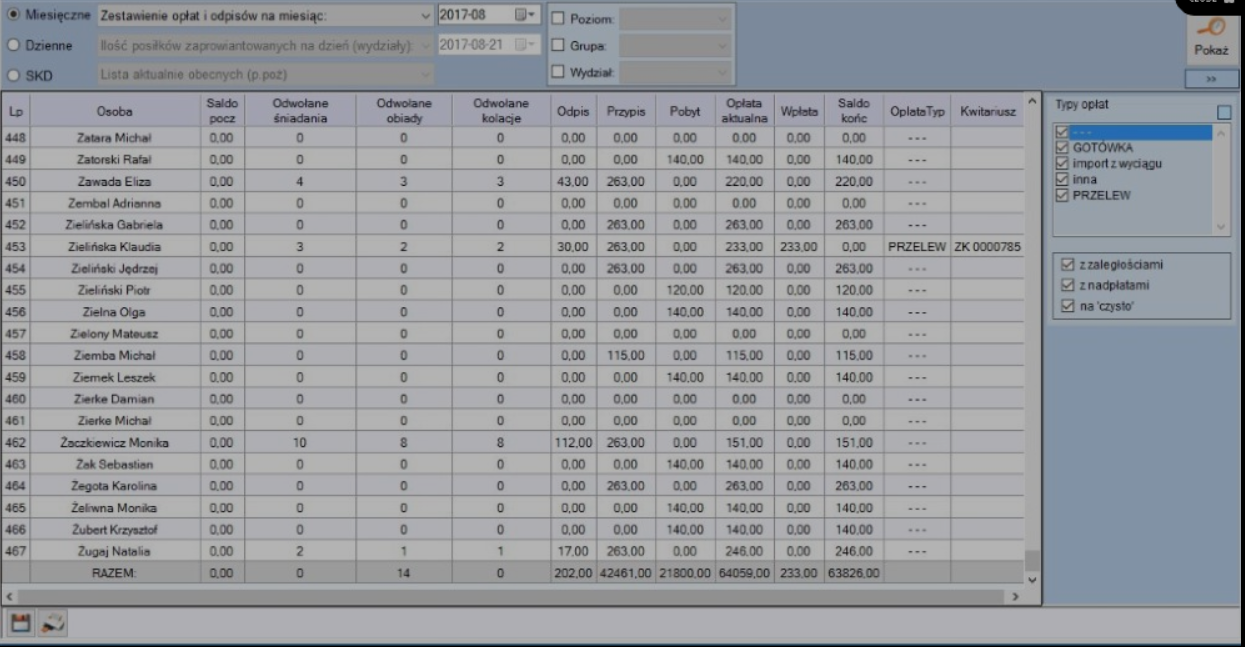 Miesięczne Zestawienie opłat i odpisów na miesiąc: 2017-08 Poziom: Pokaż
Dzienne Ilość posiłków zaprowiantowanych na dzień (wydziały): 2017-08-21 Grupa:
SKD Lista aktualnie obecnych (p.poż) Wydział: >>
Lp Osoba Saldo pocz Odwołane śniadania Odwołane obiady Odwołane kolacje Odpis Przypis Pobyt Opłata aktualna Wpłata Saldo końc OplataTyp Kwitariusz
448 Zatara Michał 0,00 0 0 0 0,00 0,00 0,00 0,00 0,00 0,00 - - -
449 Zatorski Rafał 0,00 0 0 0 0,00 0,00 140,00 140,00 0,00 140,00 - - -
450 Zawada Eliza 0,00 4 3 3 43,00 263,00 0,00 220,00 0,00 220,00 - - -
451 Zembal Adrianna 0,00 0 0 0 0,00 0,00 0,00 0,00 0,00 0,00 - - -
452 Zielińska Gabriela 0,00 0 0 0 0,00 263,00 0,00 263,00 0,00 263,00 - - -
453 Zielińska Klaudia 0,00 3 2 2 30,00 263,00 0,00 233,00 233,00 0,00 PRZELEW ZK 0000785
454 Zieliński Jędrzej 0,00 0 0 0 0,00 263,00 0,00 263,00 0,00 263,00 - - -
455 Zieliński Piotr 0,00 0 0 0 0,00 0,00 120,00 120,00 0,00 120,00 - - -
456 Zielna Olga 0,00 0 0 0 0,00 0,00 140,00 140,00 0,00 140,00 - - -
457 Zielony Mateusz 0,00 0 0 0 0,00 0,00 0,00 0,00 0,00 0,00 - - -
458 Ziemba Michał 0,00 0 0 0 0,00 115,00 0,00 115,00 0,00 115,00 - - -
459 Ziemek Leszek 0,00 0 0 0 0,00 0,00 140,00 140,00 0,00 140,00 - - -
460 Zierke Damian 0,00 0 0 0 0,00 0,00 0,00 0,00 0,00 0,00 - - -
461 Zierke Michał 0,00 0 0 0 0,00 0,00 0,00 0,00 0,00 0,00 - - -
462 Żaczkiewicz Monika 0,00 10 8 8 112,00 263,00 0,00 151,00 0,00 151,00 - - -
463 Żak Sebastian 0,00 0 0 0 0,00 0,00 140,00 140,00 0,00 140,00 - - -
464 Żegota Karolina 0,00 0 0 0 0,00 263,00 0,00 263,00 0,00 263,00 - - -
465 Żeliwna Monika 0,00 0 0 0 0,00 0,00 140,00 140,00 0,00 140,00 - - -
466 Żubert Krzysztof 0,00 0 0 0 0,00 0,00 140,00 140,00 0,00 140,00 - - -
467 Żugaj Natalia 0,00 2 1 1 17,00 263,00 0,00 246,00 0,00 246,00 - - -
RAZEM: 0,00 0 14 0 202,00 42461,00 21800,00 64059,00 233,00 63826,00
Typy opłat
- - -
GOTÓWKA
import z wyciągu
inna
PRZELEW
z zaległościami
z nadpłatami
na 'czysto'